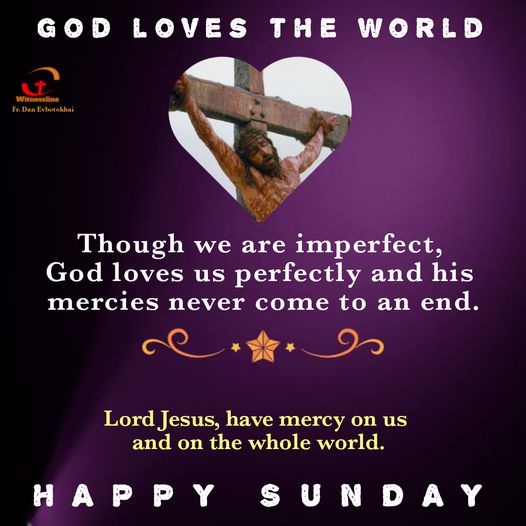 GOD LOVES THE WORLD
Witnessline
Fr. Dan Evbotokhai
Though we are imperfect,
God loves us perfectly and his
mercies never come to an end.
Lord Jesus, have mercy on us
and on the whole world.
HAPPY SUNDAY